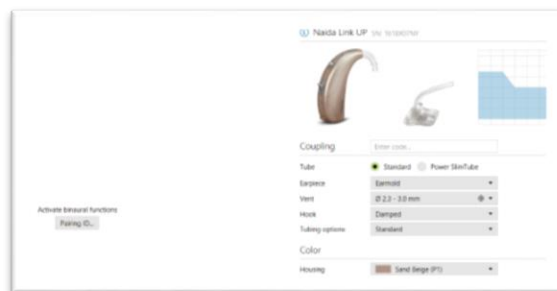 Naída Link UP
Coupling
Enter code...
Tube Standard Power SlimTube
Earpiece Earmold
Vent Ø 2.3 - 3.0 mm
Hook Damped
Tubing options Standard
Activate binaural functions
Pairing ID...
Color
Housing Sand Beige (P1)